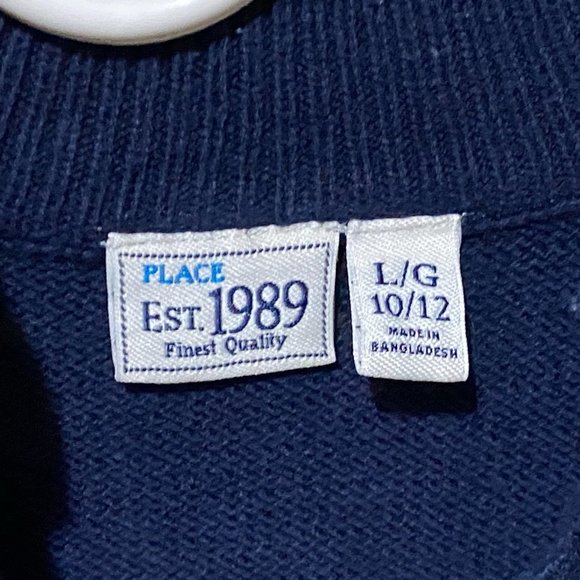 PLACE
EST. 1989
Finest Quality
L/G
10/12
MADE IN
BANGLADESH